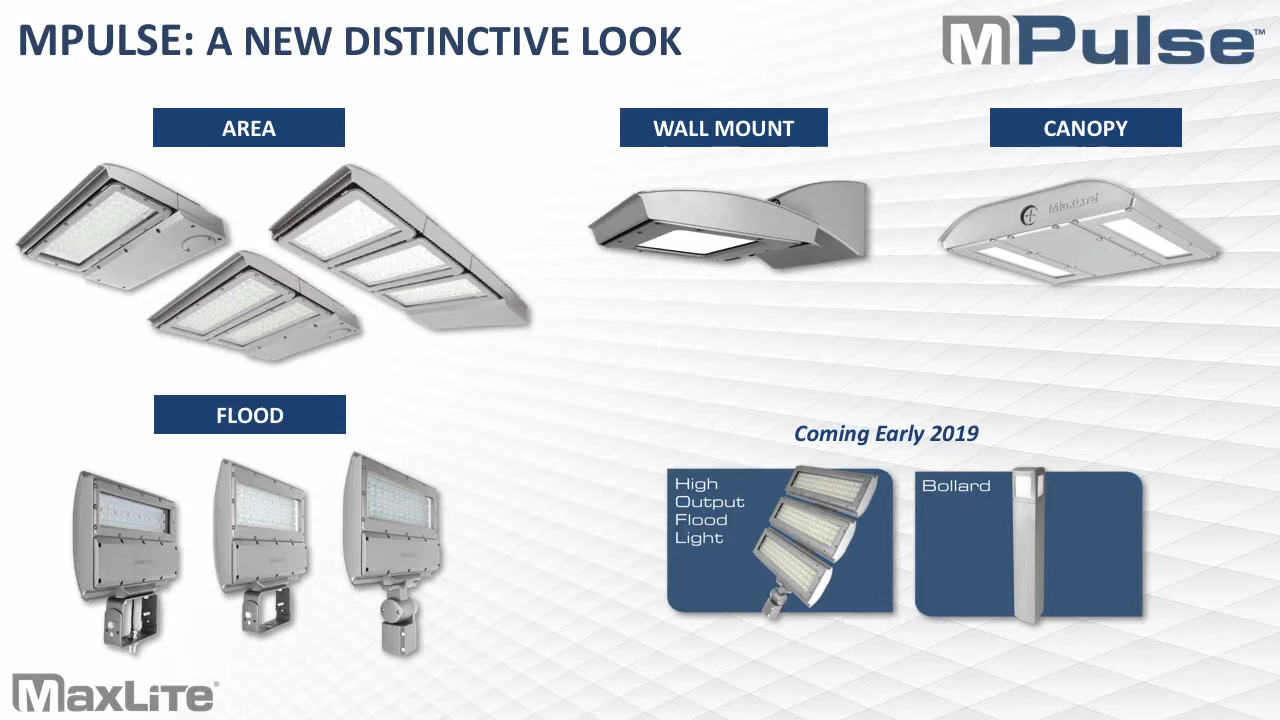 MPULSE: A NEW DISTINCTIVE LOOK
MPulse™
AREA
WALL MOUNT
CANOPY
MAXLITE®
FLOOD
Coming Early 2019
High
Output
Flood
Light
Bollard
MAXLITE®